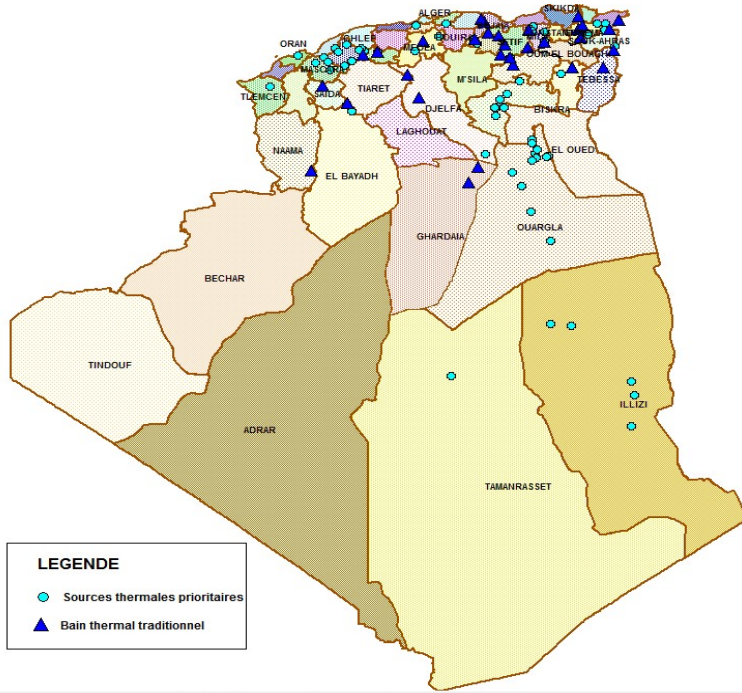 SKIKDA
ALGER
ORAN
CHLEF
BOUIRA
SETIF
MEDEA
MASCARA
SOUK-AHRAS
OUM EL BOUAGHI
TEBESSA
TLEMCEN
SAIDA
TIARET
M'SILA
DJELFA
BISKRA
LAGHOUAT
NAAMA
EL OUED
EL BAYADH
OUARGLA
GHARDAIA
BECHAR
TINDOUF
ILLIZI
ADRAR
TAMANRASSET
LEGENDE
Sources thermales prioritaires
Bain thermal traditionnel